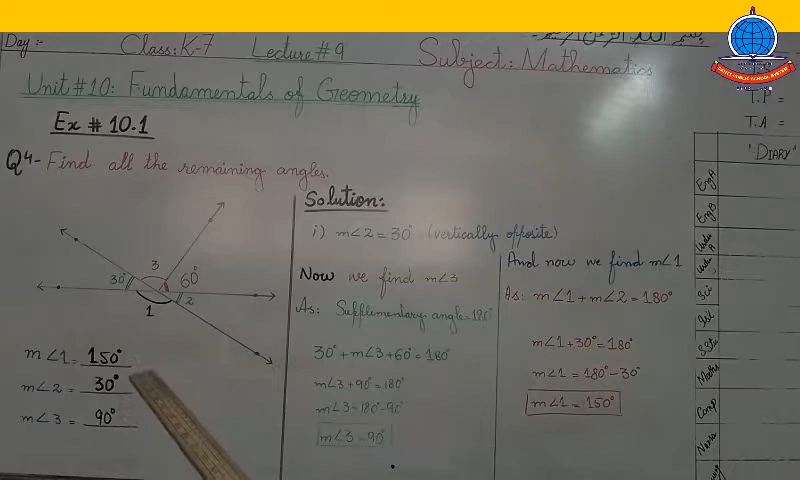 Day :-
Class: K-7 Lecture # 9 Subject: Mathematics
Unit #10: Fundamentals of Geometry
Ex # 10.1
Q4- Find all the remaining angles.
3
30° 60°
2
1
m∠1= 150°
m∠2 = 30°
m∠3 = 90°
Solution:
i) m∠2 = 30° (vertically opposite)
Now we find m∠3
As: Supplementary angle=180°
30° + m∠3 + 60° = 180°
m∠3 + 90° = 180°
m∠3 = 180° - 90°
m∠3 = 90°
And now we find m∠1
As: m∠1 + m∠2 = 180°
m∠1 + 30° = 180°
m∠1 = 180° - 30°
m∠1 = 150°
T.P =
T.A =
"DIARY"
Eng A
Eng B
Urdu A
Sci
Isl
S.St
Maths
Comp